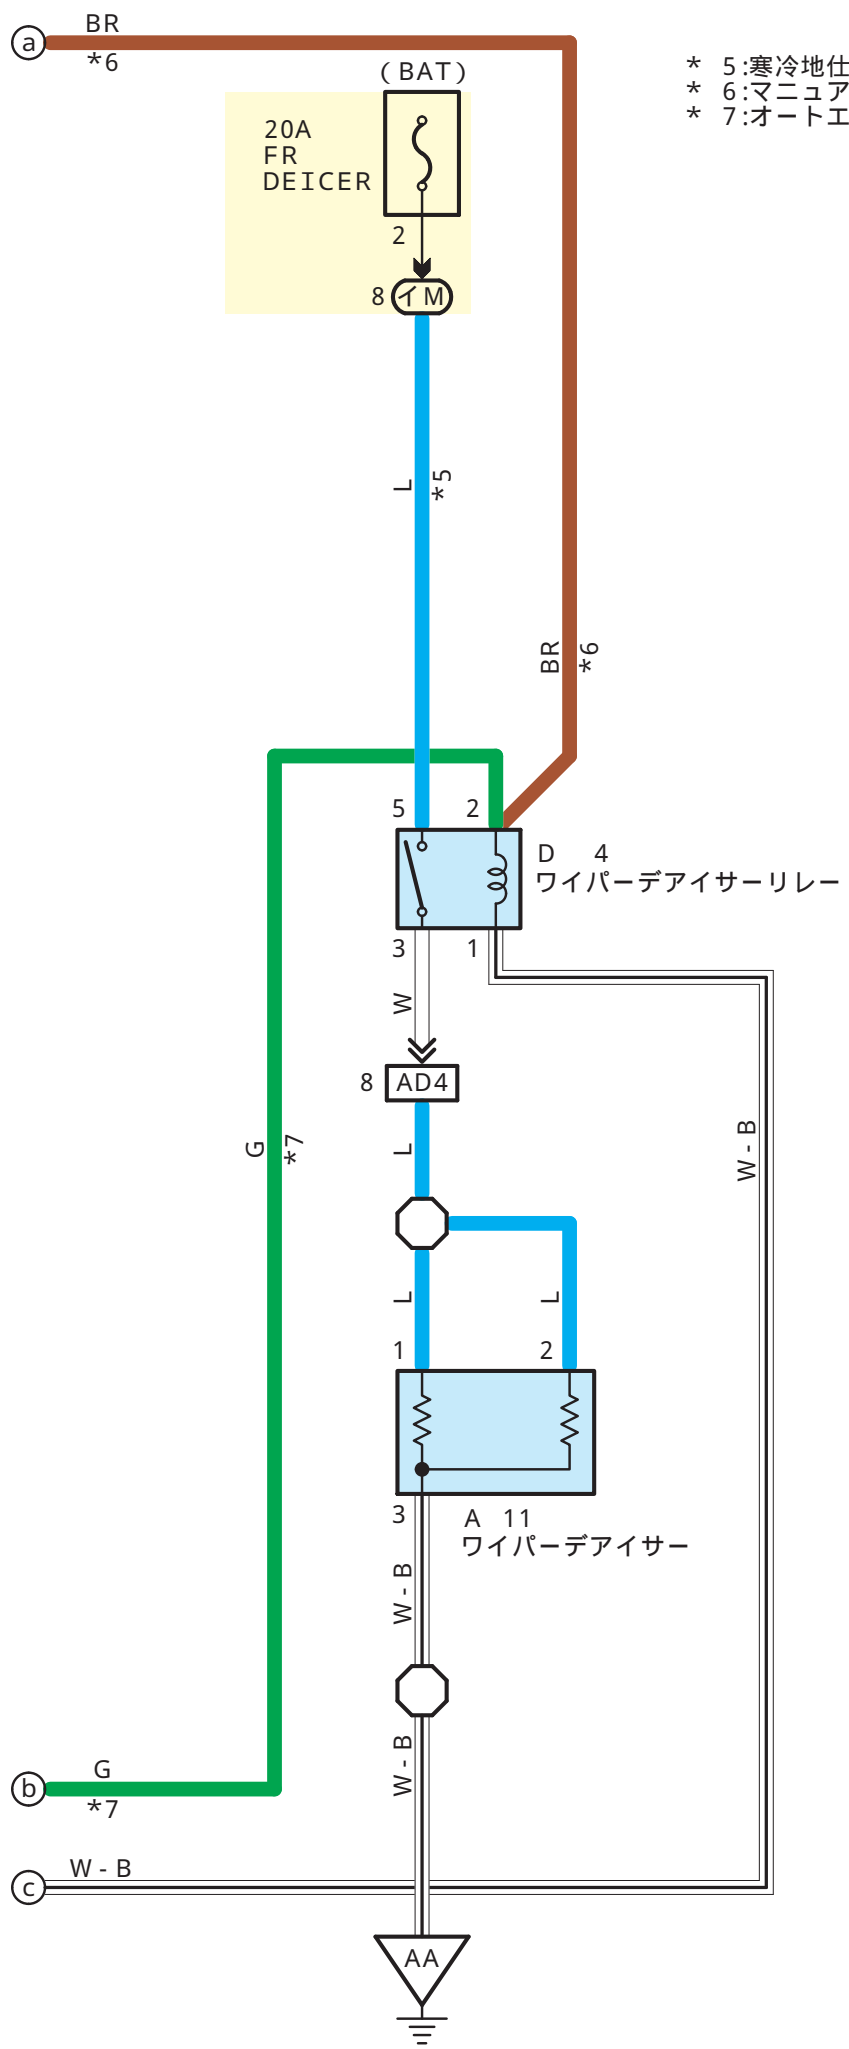 a
BR
*6
* 5:寒冷地仕
* 6:マニュア
* 7:オートエ
(BAT)
20A
FR
DEICER
2
8 イM
L
*5
BR
*6
5
2
D 4
ワイパーデアイサーリレー
3
1
W
8 AD4
G
*7
L
W-B
L
L
1
2
3
A 11
ワイパーデアイサー
W-B
W-B
b
G
*7
c
W-B
AA